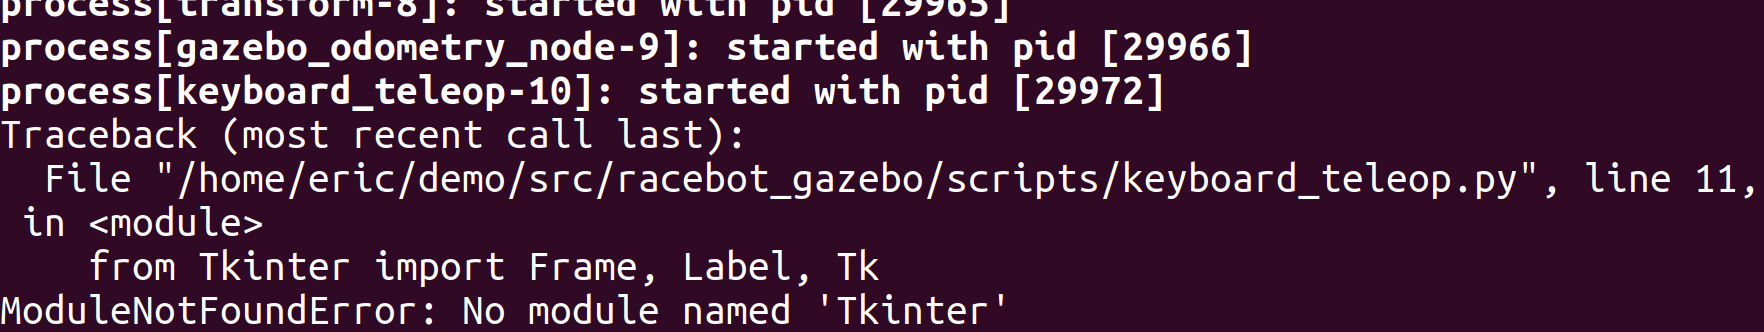 process[transform-8]: started with pid [29965]
process[gazebo_odometry_node-9]: started with pid [29966]
process[keyboard_teleop-10]: started with pid [29972]
Traceback (most recent call last):
  File "/home/eric/demo/src/racebot_gazebo/scripts/keyboard_teleop.py", line 11,
 in <module>
    from Tkinter import Frame, Label, Tk
ModuleNotFoundError: No module named 'Tkinter'